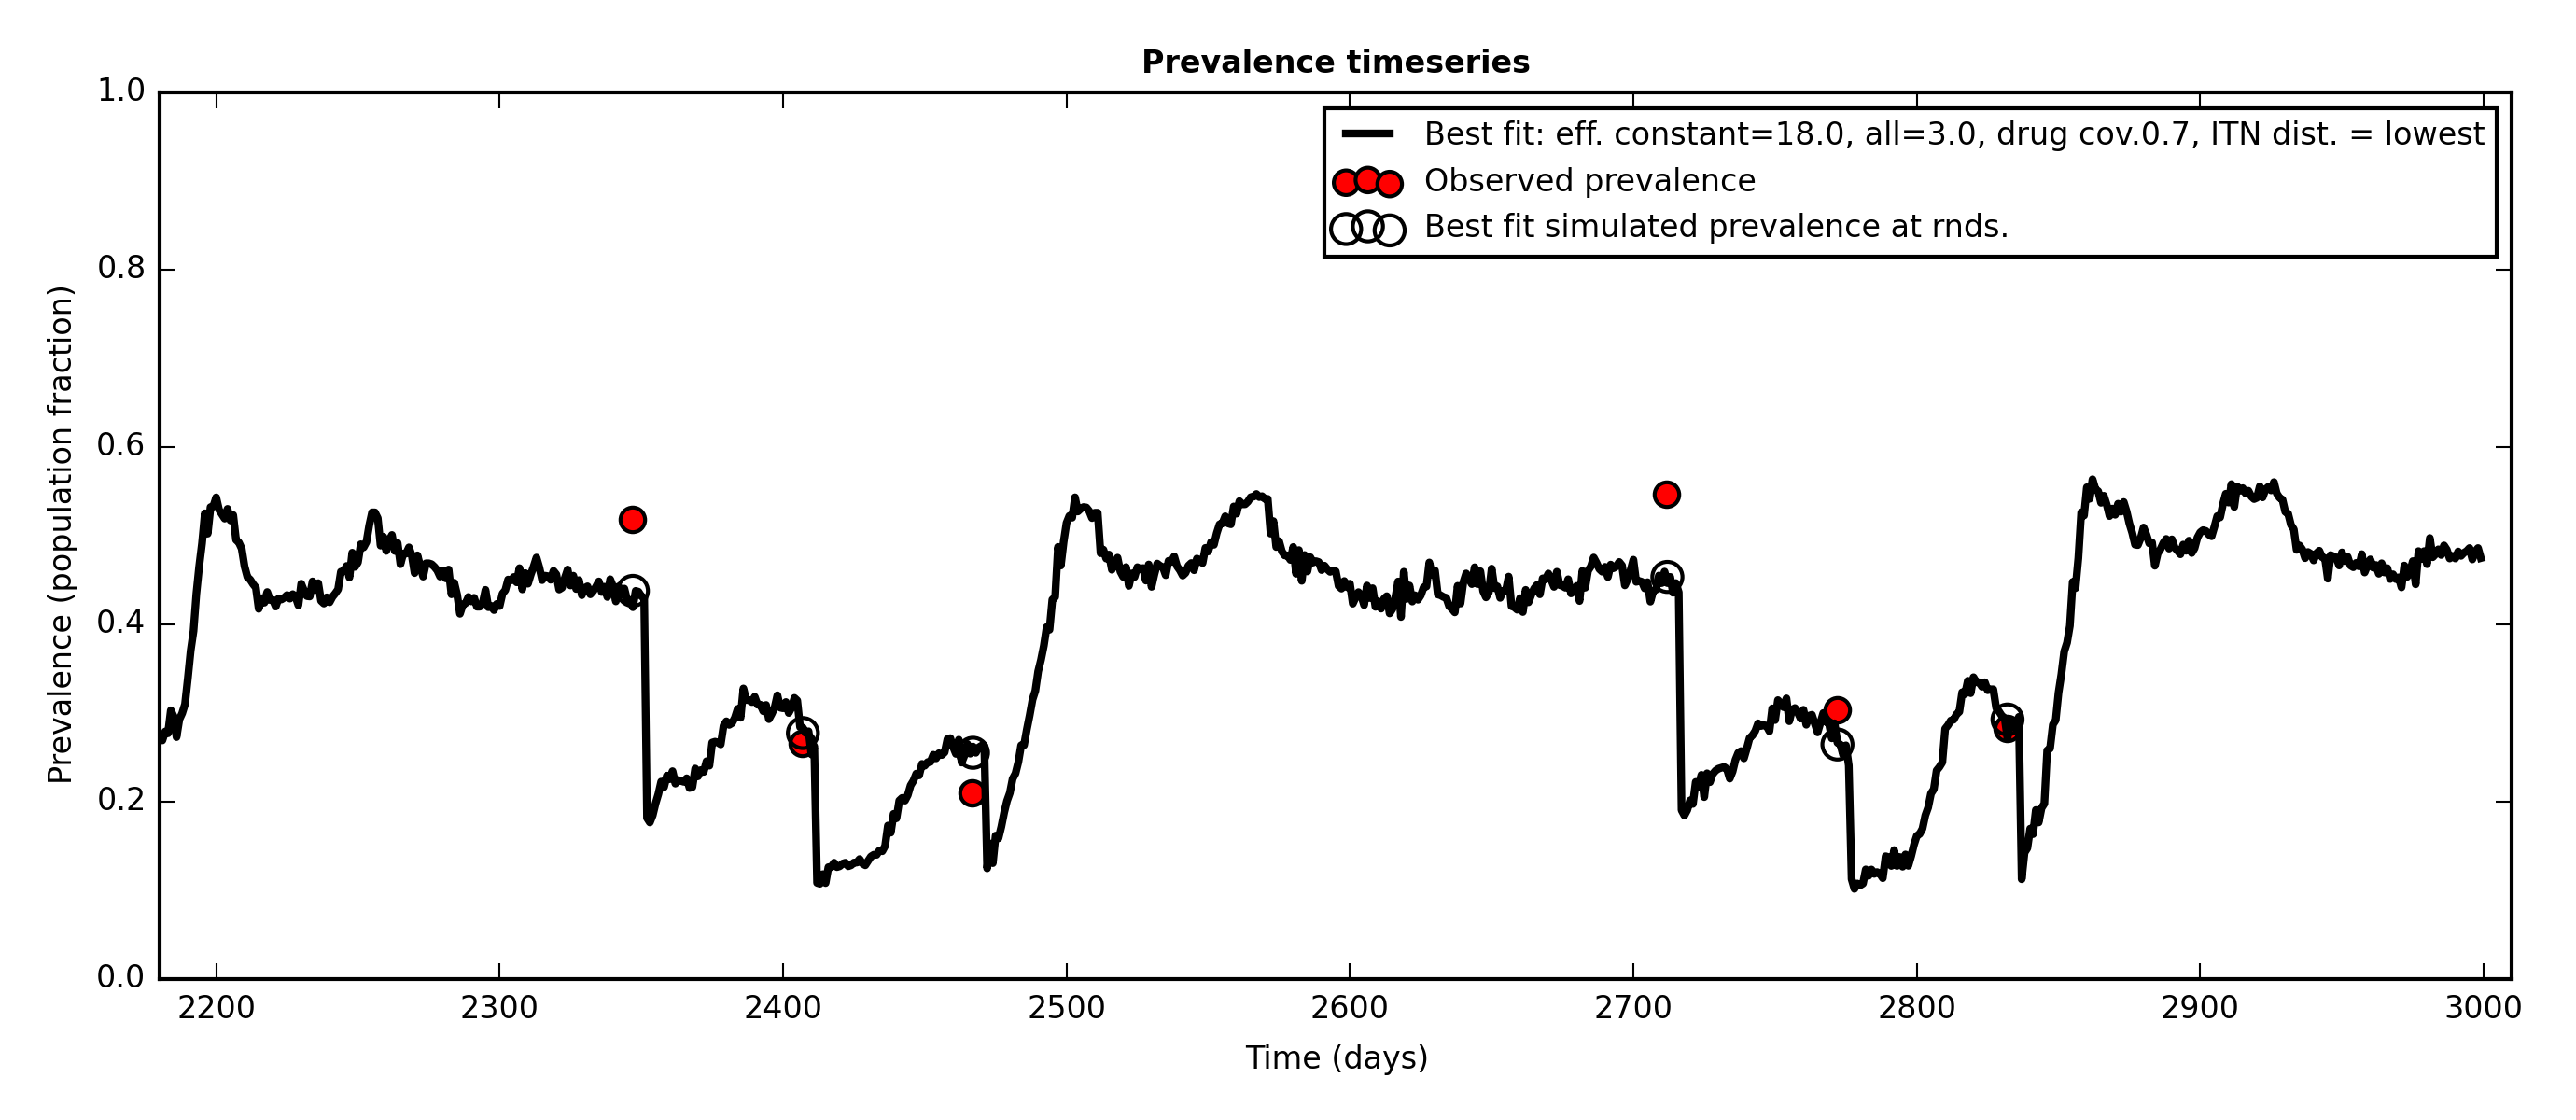 Prevalence timeseries
1.0
0.8
0.6
0.4
0.2
0.0
Prevalence (population fraction)
Best fit: eff. constant=18.0, all=3.0, drug cov.0.7, ITN dist. = lowest
Observed prevalence
Best fit simulated prevalence at rnds.
2200 2300 2400 2500 2600 2700 2800 2900 3000
Time (days)